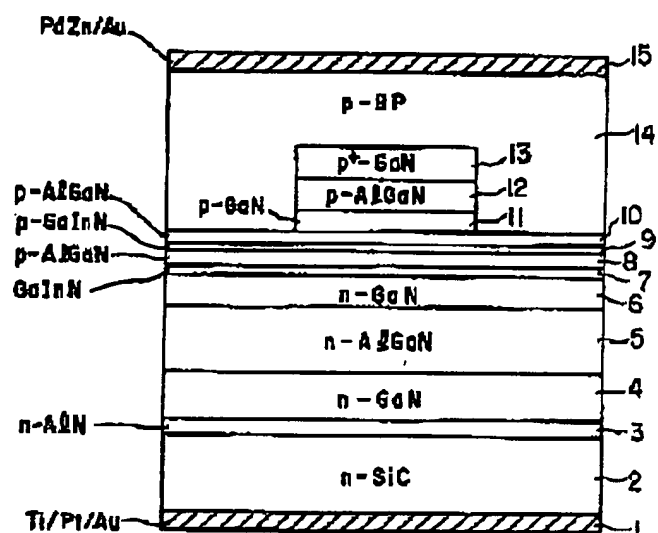 PdZn/Au
15
p-BP
14
p⁺-GaN
13
p-AlGaN
12
p-GaN
11
p-AlGaN
10
p-GaInN
9
p-AlGaN
8
GaInN
7
n-GaN
6
n-AlGaN
5
n-GaN
4
n-AlN
3
n-SiC
2
Ti/Pt/Au
1